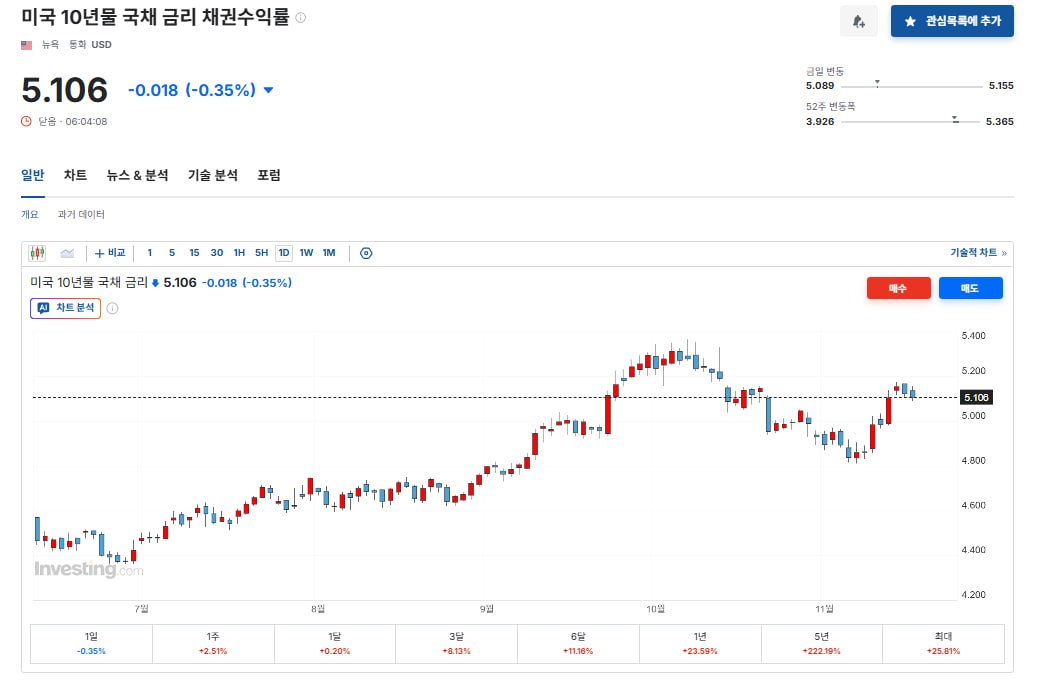 미국 10년물 국채 금리 채권수익률
뉴욕 통화 USD
관심목록에 추가
5.106 -0.018 (-0.35%)
닫음 · 06:04:08
금일 변동
5.089 5.155
52주 변동폭
3.926 5.365
일반 차트 뉴스 & 분석 기술 분석 포럼
개요 과거 데이터
+ 비교 1 5 15 30 1H 5H 1D 1W 1M
기술적 차트 »
미국 10년물 국채 금리 5.106 -0.018 (-0.35%)
매수 매도
AI 차트 분석
5.400
5.200
5.106
5.000
4.800
4.600
4.400
4.200
Investing.com
7월 8월 9월 10월 11월
1일 1주 1달 3달 6달 1년 5년 최대
-0.35% +2.51% +0.20% +8.13% +11.16% +23.59% +222.19% +25.81%